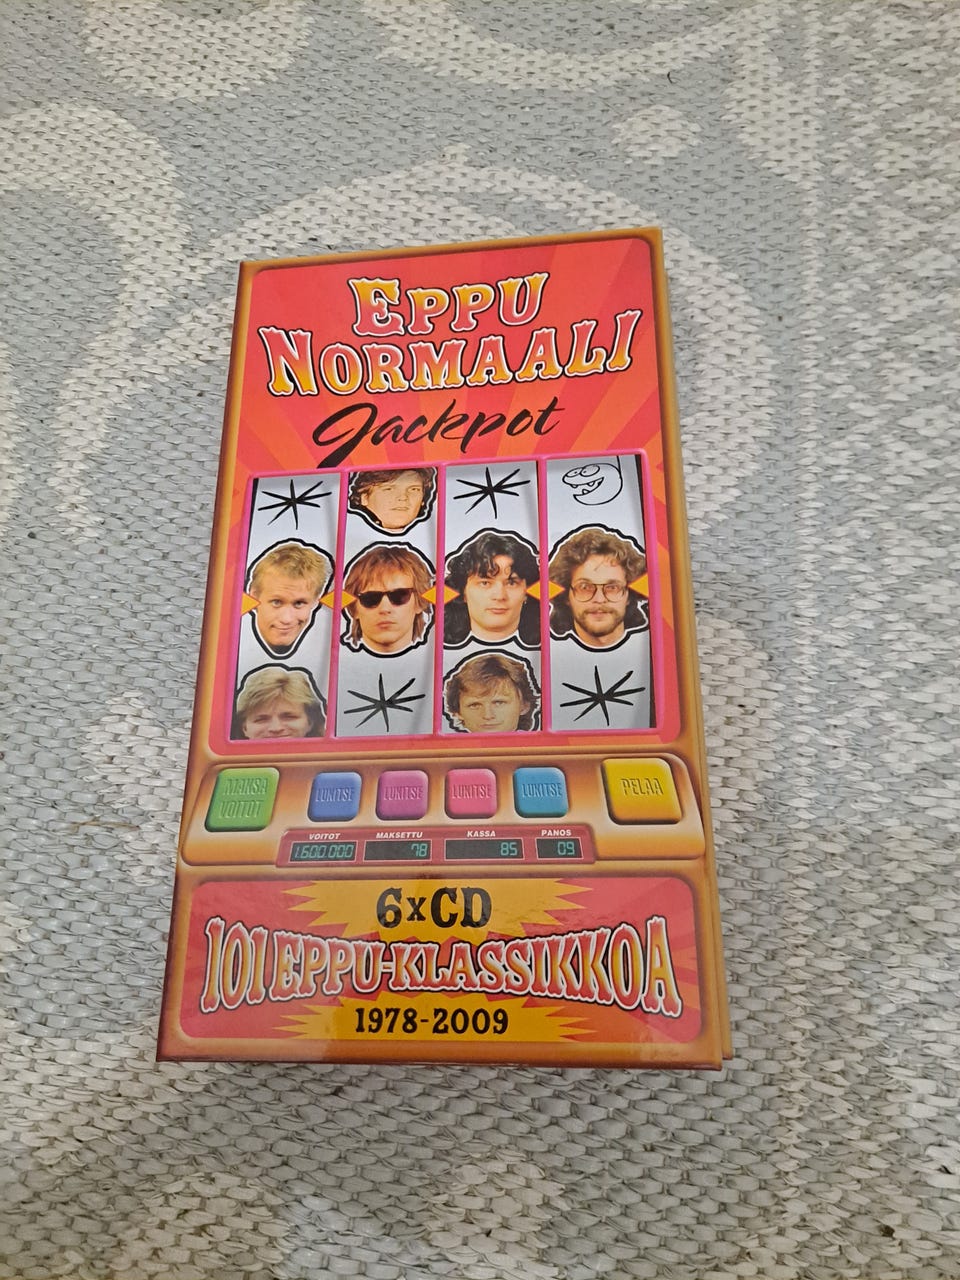 EPPU
NORMAALI
Jackpot
MAKSA
VOITOT
LUKITSE
LUKITSE
LUKITSE
LUKITSE
PELAA
VOITOT
MAKSETTU
KASSA
PANOS
1.600.000
78
85
09
6xCD
101 EPPU-KLASSIKKOA
1978-2009